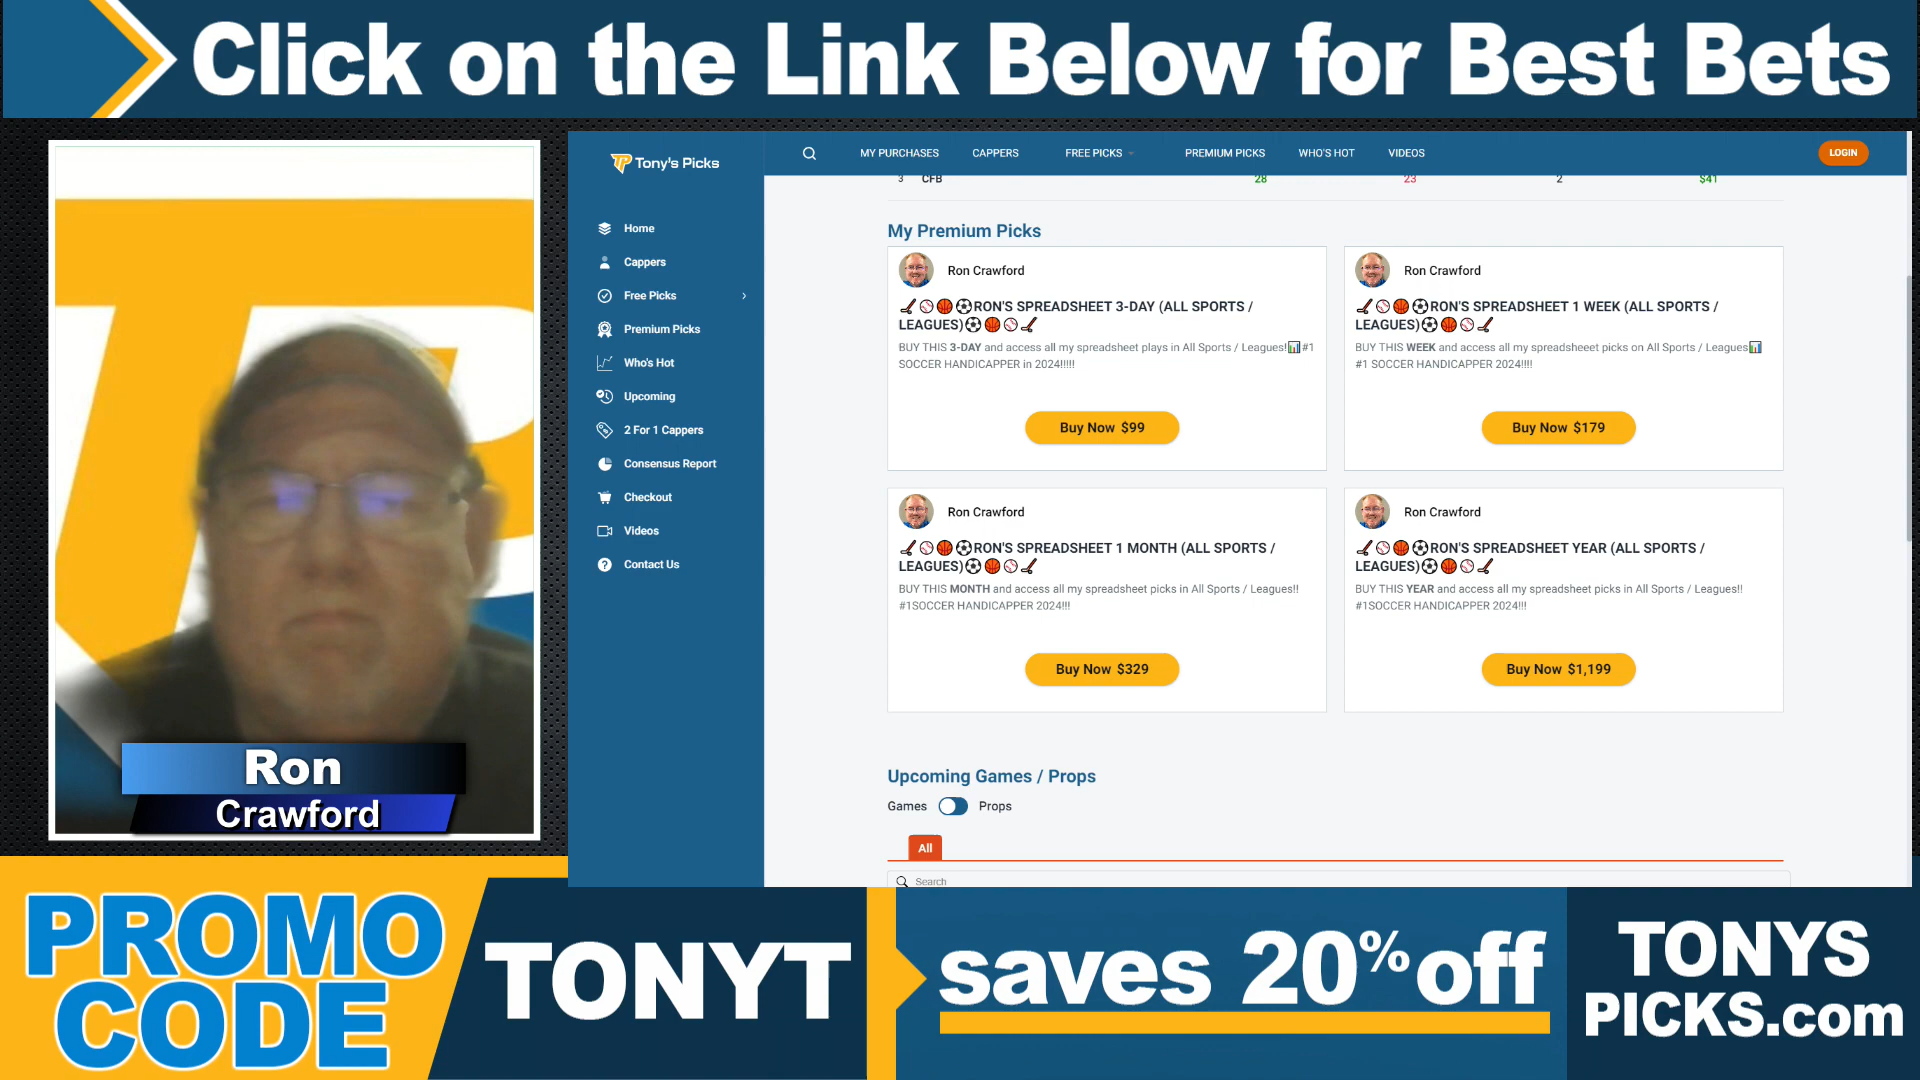 Click on the Link Below for Best Bets
TP Tony's Picks
MY PURCHASES
CAPPERS
FREE PICKS
PREMIUM PICKS
WHO'S HOT
VIDEOS
LOGIN
Home
Cappers
Free Picks
Premium Picks
Who's Hot
Upcoming
2 For 1 Cappers
Consensus Report
Checkout
Videos
Contact Us
3 CFB 28 23 2 $41
My Premium Picks
Ron Crawford
RON'S SPREADSHEET 3-DAY (ALL SPORTS /
LEAGUES)
BUY THIS 3-DAY and access all my spreadsheet plays in All Sports / Leagues!📊#1
SOCCER HANDICAPPER in 2024!!!!!
Buy Now $99
Ron Crawford
RON'S SPREADSHEET 1 WEEK (ALL SPORTS /
LEAGUES)
BUY THIS WEEK and access all my spreadsheeet picks on All Sports / Leagues📊
#1 SOCCER HANDICAPPER 2024!!!!
Buy Now $179
Ron Crawford
RON'S SPREADSHEET 1 MONTH (ALL SPORTS /
LEAGUES)
BUY THIS MONTH and access all my spreadsheet picks in All Sports / Leagues!!
#1SOCCER HANDICAPPER 2024!!!
Buy Now $329
Ron Crawford
RON'S SPREADSHEET YEAR (ALL SPORTS /
LEAGUES)
BUY THIS YEAR and access all my spreadsheet picks in All Sports / Leagues!!
#1SOCCER HANDICAPPER 2024!!!
Buy Now $1,199
Upcoming Games / Props
Games Props
All
Search
Ron
Crawford
PROMO
CODE
TONYT
saves 20% off
TONYS
PICKS.com